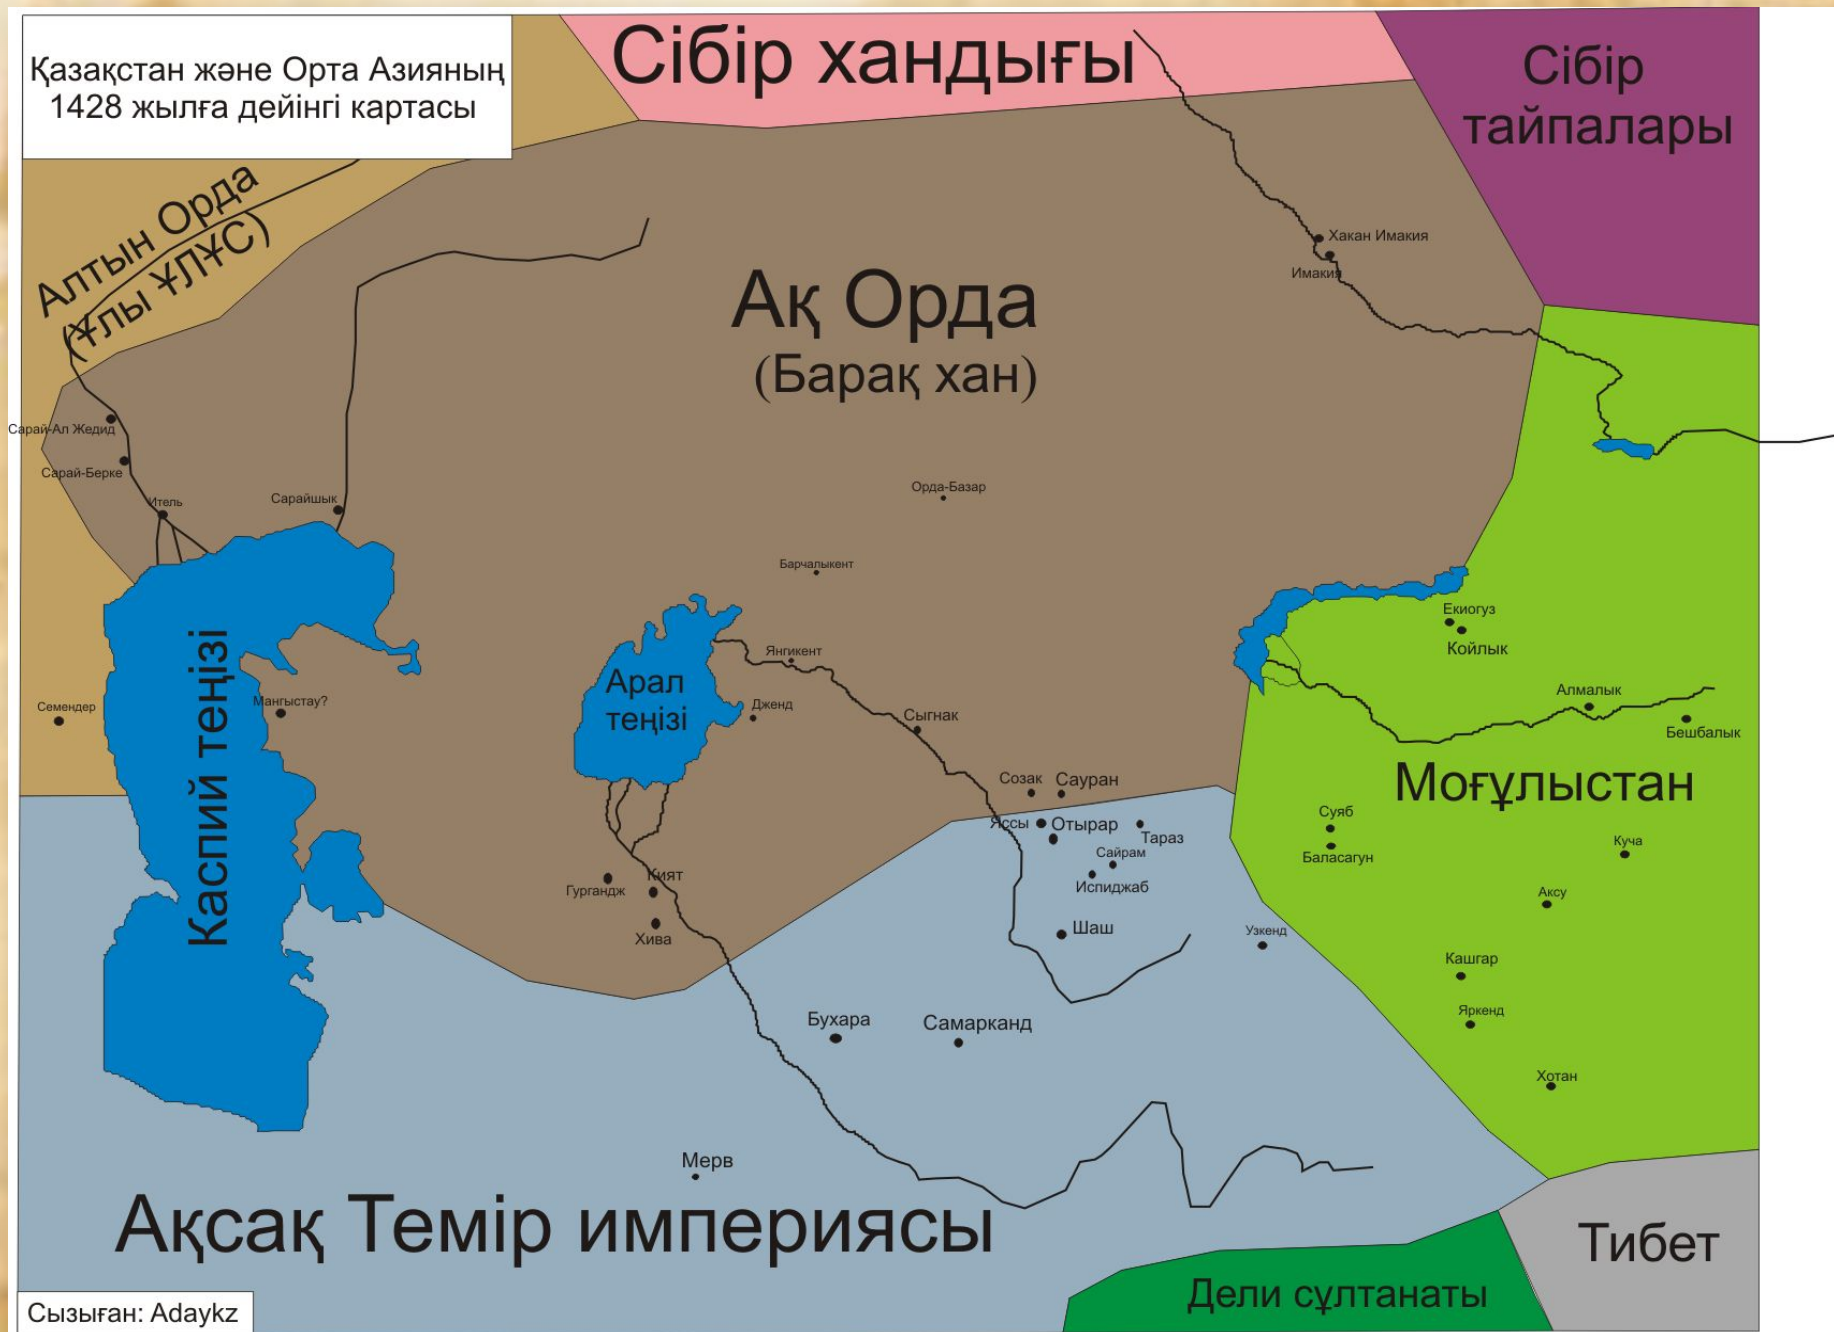 Қазақстан және Орта Азияның
1428 жылға дейінгі картасы
Сібір хандығы
Сібір
тайпалары
Алтын Орда
(Ұлы ҰЛҰС)
Хакан Имакия
Имакия
Ақ Орда
(Барақ хан)
Сарай-Ал Жедид
Сарай-Берке
Итель
Сарайшык
Орда-Базар
Барчалыкент
Екиогуз
Койлык
Янгикент
Арал
теңізі
Каспий теңізі
Семендер
Мангыстау?
Дженд
Сыгнак
Алмалык
Бешбалык
Моғұлыстан
Созак
Сауран
Яссы
Отырар
Тараз
Сайрам
Испиджаб
Суяб
Баласагун
Куча
Гургандж
Кият
Хива
Шаш
Узкенд
Аксу
Кашгар
Яркенд
Хотан
Бухара
Самарканд
Мерв
Ақсақ Темір империясы
Тибет
Дели сұлтанаты
Сызыған: Adaykz